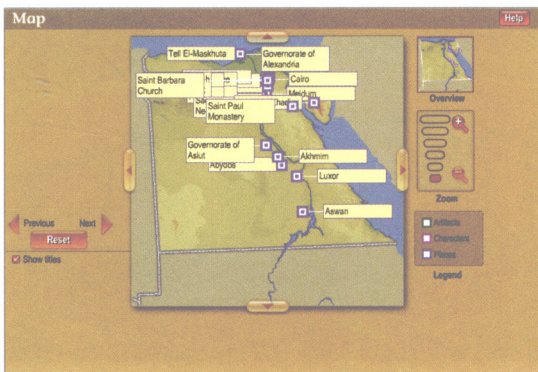 Map
Help
Tell El-Maskhuta
Governorate of
Alexandria
Saint Barbara
Church
Cairo
Meidum
Saint Paul
Monastery
Governorate of
Asiut
Akhmim
Abydos
Luxor
Aswan
Overview
Zoom
Previous
Next
Reset
Show titles
Artifacts
Characters
Places
Legend